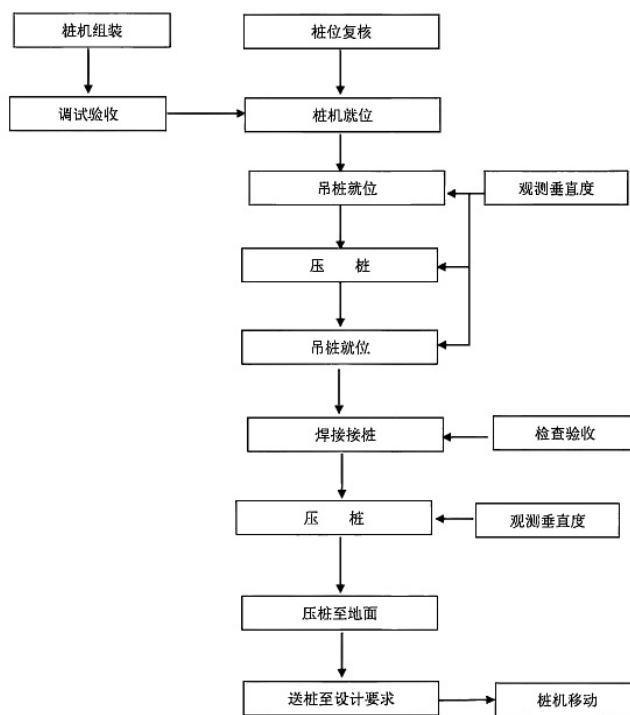 桩机组装
桩位复核
调试验收
桩机就位
吊桩就位
观测垂直度
压 桩
吊桩就位
焊接接桩
检查验收
压 桩
观测垂直度
压桩至地面
送桩至设计要求
桩机移动